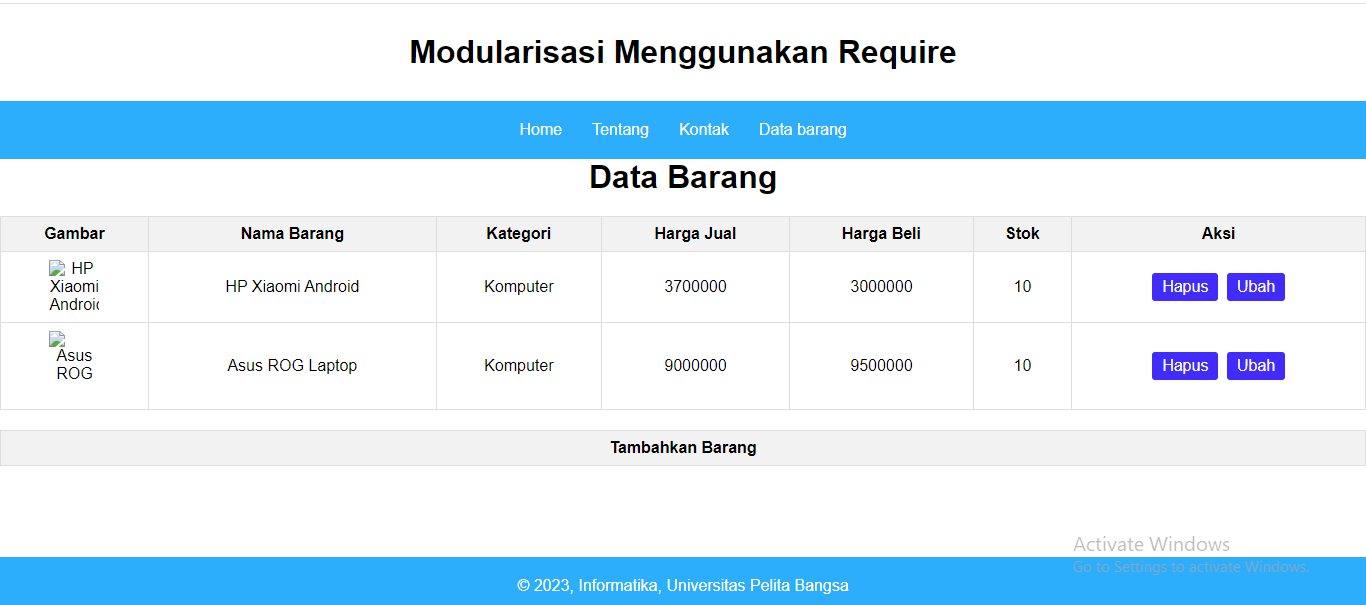 Modularisasi Menggunakan Require
Home Tentang Kontak Data barang
Data Barang
Gambar Nama Barang Kategori Harga Jual Harga Beli Stok Aksi
HP
Xiaomi
Android
HP Xiaomi Android Komputer 3700000 3000000 10 Hapus Ubah
Asus
ROG
Asus ROG Laptop Komputer 9000000 9500000 10 Hapus Ubah
Tambahkan Barang
Activate Windows
Go to Settings to activate Windows.
© 2023, Informatika, Universitas Pelita Bangsa